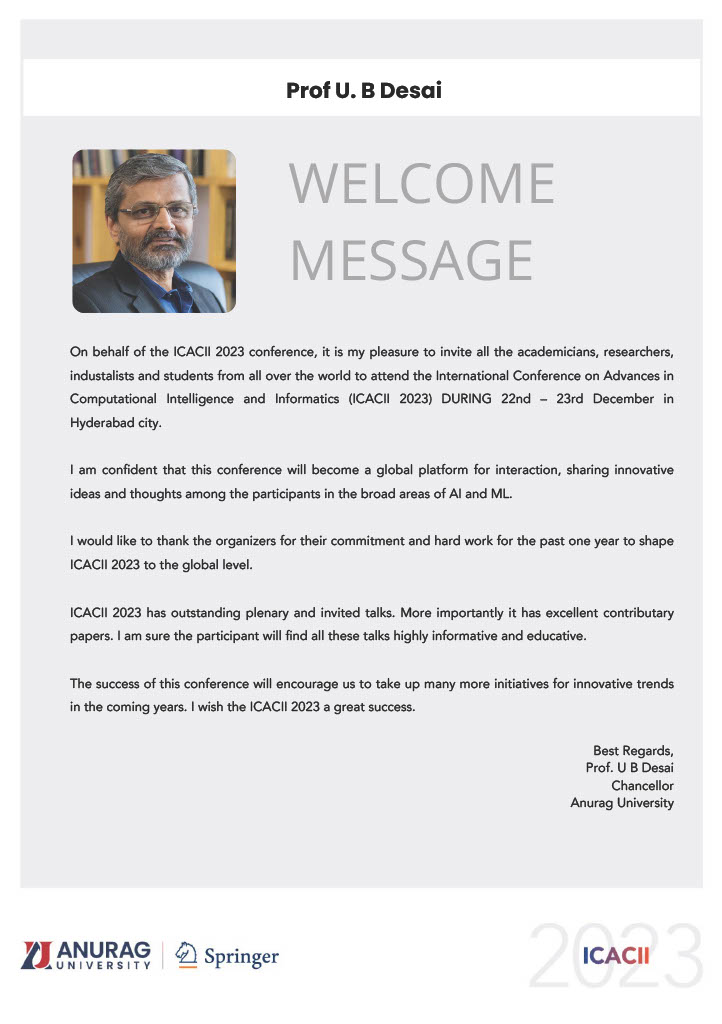 Prof U. B Desai
WELCOME
MESSAGE
On behalf of the ICACII 2023 conference, it is my pleasure to invite all the academicians, researchers,
industalists and students from all over the world to attend the International Conference on Advances in
Computational Intelligence and Informatics (ICACII 2023) DURING 22nd – 23rd December in
Hyderabad city.
I am confident that this conference will become a global platform for interaction, sharing innovative
ideas and thoughts among the participants in the broad areas of AI and ML.
I would like to thank the organizers for their commitment and hard work for the past one year to shape
ICACII 2023 to the global level.
ICACII 2023 has outstanding plenary and invited talks. More importantly it has excellent contributary
papers. I am sure the participant will find all these talks highly informative and educative.
The success of this conference will encourage us to take up many more initiatives for innovative trends
in the coming years. I wish the ICACII 2023 a great success.
Best Regards,
Prof. U B Desai
Chancellor
Anurag University
ANURAG
UNIVERSITY
Springer
2023
ICACII